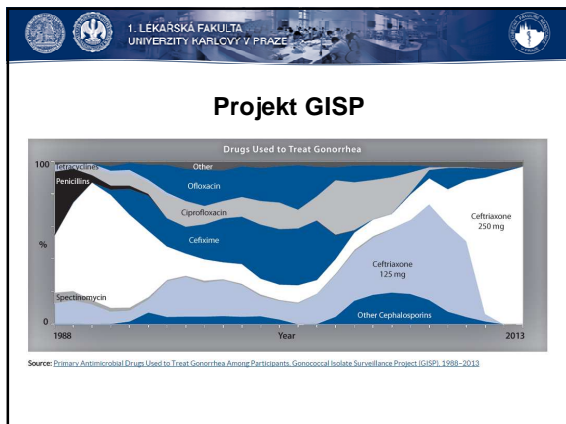 1. LÉKAŘSKÁ FAKULTA
UNIVERZITY KARLOVY V PRAZE
Projekt GISP
Drugs Used to Treat Gonorrhea
100
Tetracyclines
Other
Penicillins
Ofloxacin
Ciprofloxacin
Ceftriaxone
250 mg
%
Cefixime
Ceftriaxone
125 mg
Spectinomycin
Other Cephalosporins
0
1988
Year
2013
Source: Primary Antimicrobial Drugs Used to Treat Gonorrhea Among Participants, Gonococcal Isolate Surveillance Project (GISP), 1988–2013